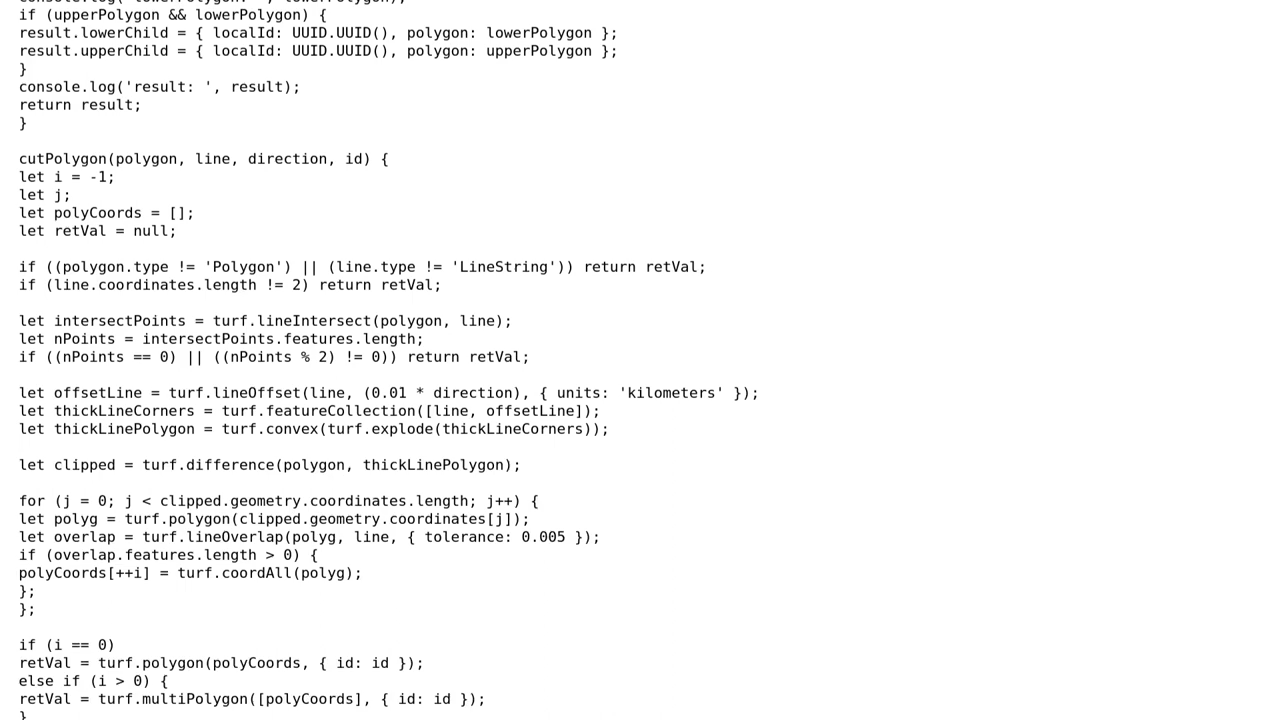 console.log('lowerPolygon: ', lowerPolygon);
if (upperPolygon && lowerPolygon) {
result.lowerChild = { localId: UUID.UUID(), polygon: lowerPolygon };
result.upperChild = { localId: UUID.UUID(), polygon: upperPolygon };
}
console.log('result: ', result);
return result;
}
cutPolygon(polygon, line, direction, id) {
let i = -1;
let j;
let polyCoords = [];
let retVal = null;
if ((polygon.type != 'Polygon') || (line.type != 'LineString')) return retVal;
if (line.coordinates.length != 2) return retVal;
let intersectPoints = turf.lineIntersect(polygon, line);
let nPoints = intersectPoints.features.length;
if ((nPoints == 0) || ((nPoints % 2) != 0)) return retVal;
let offsetLine = turf.lineOffset(line, (0.01 * direction), { units: 'kilometers' });
let thickLineCorners = turf.featureCollection([line, offsetLine]);
let thickLinePolygon = turf.convex(turf.explode(thickLineCorners));
let clipped = turf.difference(polygon, thickLinePolygon);
for (j = 0; j < clipped.geometry.coordinates.length; j++) {
let polyg = turf.polygon(clipped.geometry.coordinates[j]);
let overlap = turf.lineOverlap(polyg, line, { tolerance: 0.005 });
if (overlap.features.length > 0) {
polyCoords[++i] = turf.coordAll(polyg);
};
};
if (i == 0)
retVal = turf.polygon(polyCoords, { id: id });
else if (i > 0) {
retVal = turf.multiPolygon([polyCoords], { id: id });
}